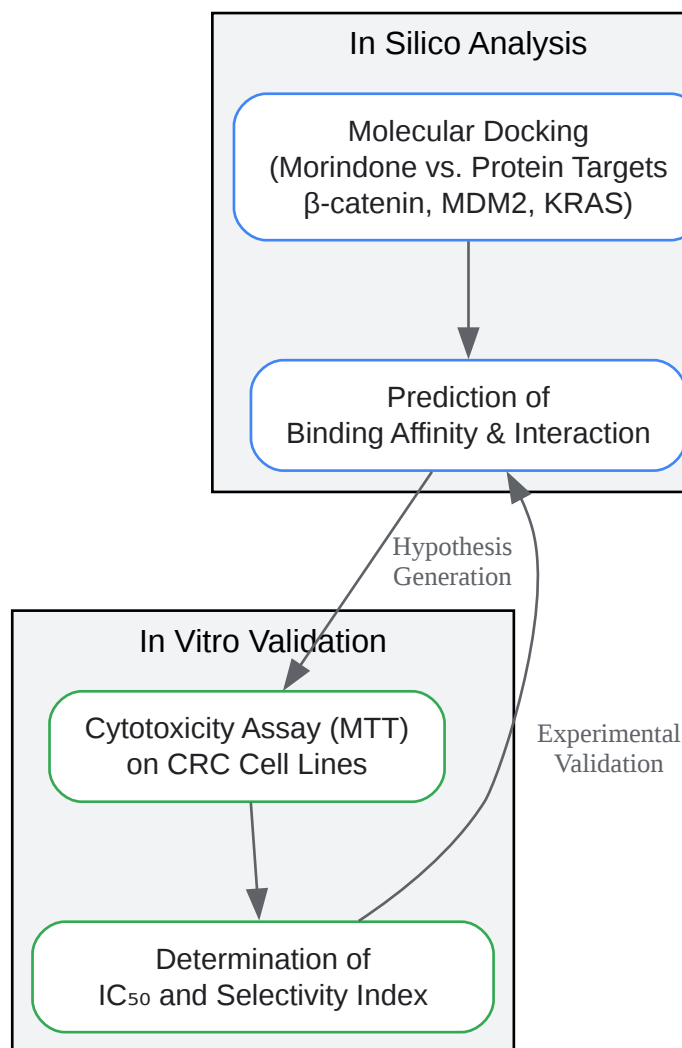 In Silico Analysis
Molecular Docking
(Morindone vs. Protein Targets
β-catenin, MDM2, KRAS)
Prediction of
Binding Affinity & Interaction
Hypothesis
Generation
In Vitro Validation
Cytotoxicity Assay (MTT)
on CRC Cell Lines
Experimental
Validation
Determination of
IC₅₀ and Selectivity Index